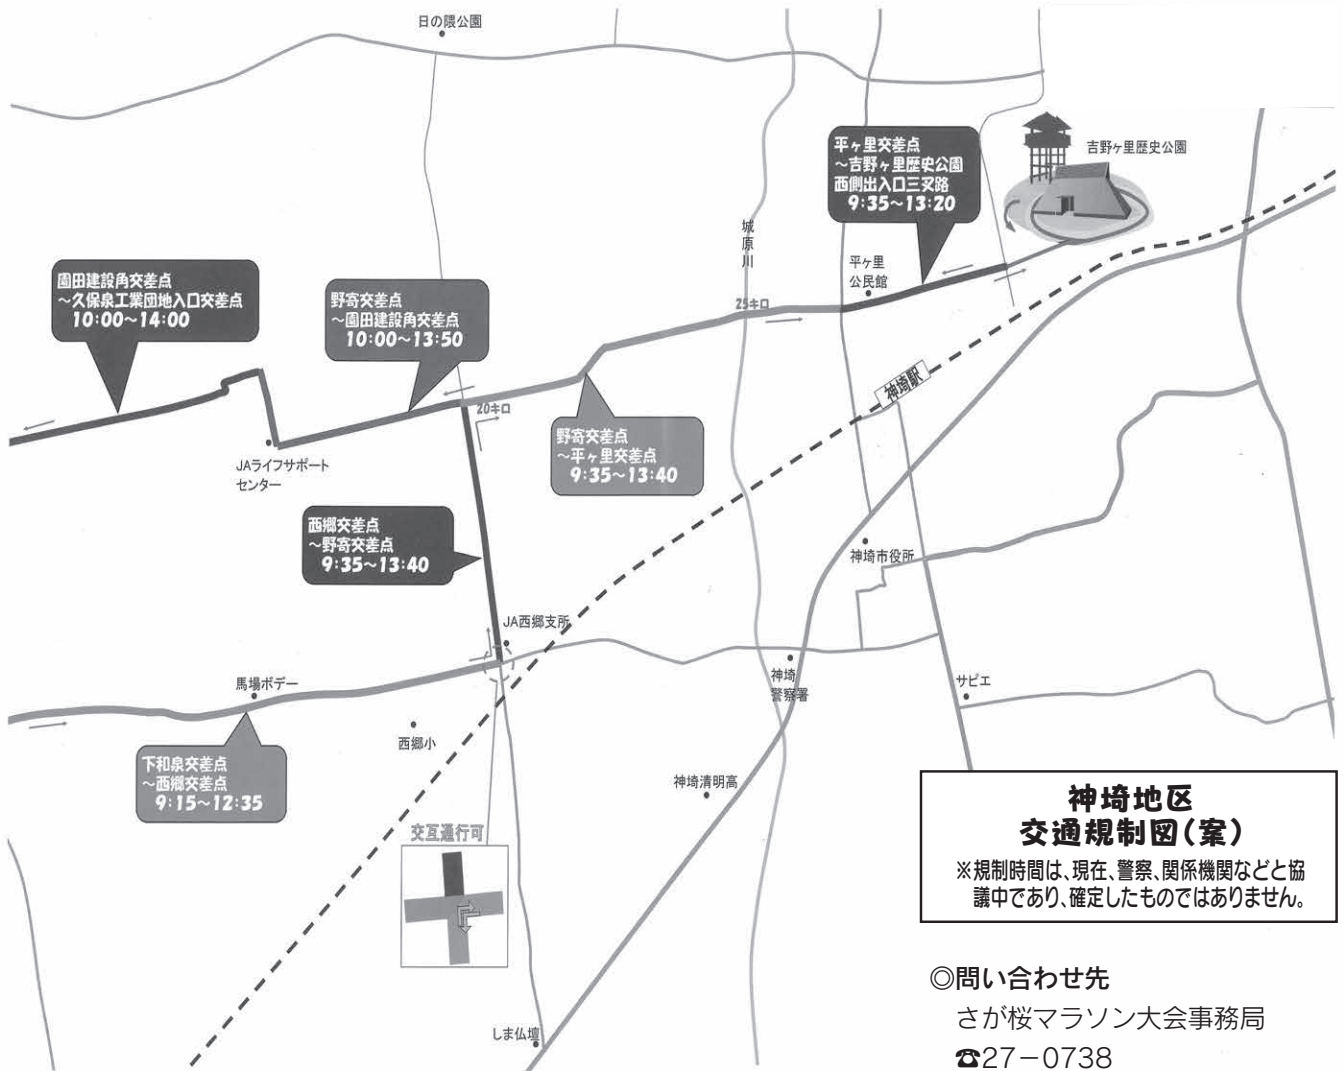 日の隈公園
平ヶ里交差点
～吉野ヶ里歴史公園
西側出入口三叉路
9:35～13:20
吉野ヶ里歴史公園
城原川
平ヶ里
公民館
園田建設角交差点
～久保泉工業団地入口交差点
10:00～14:00
野寄交差点
～園田建設角交差点
10:00～13:50
25キロ
神埼駅
20キロ
野寄交差点
～平ヶ里交差点
9:35～13:40
JAライフサポート
センター
西郷交差点
～野寄交差点
9:35～13:40
神埼市役所
JA西郷支所
馬場ボデー
神埼
警察署
サピエ
西郷小
下和泉交差点
～西郷交差点
9:15～12:35
神埼清明高
交互通行可
神埼地区
交通規制図(案)
※規制時間は、現在、警察、関係機関などと協
議中であり、確定したものではありません。
◎問い合わせ先
さが桜マラソン大会事務局
☎27－0738
しま仏壇